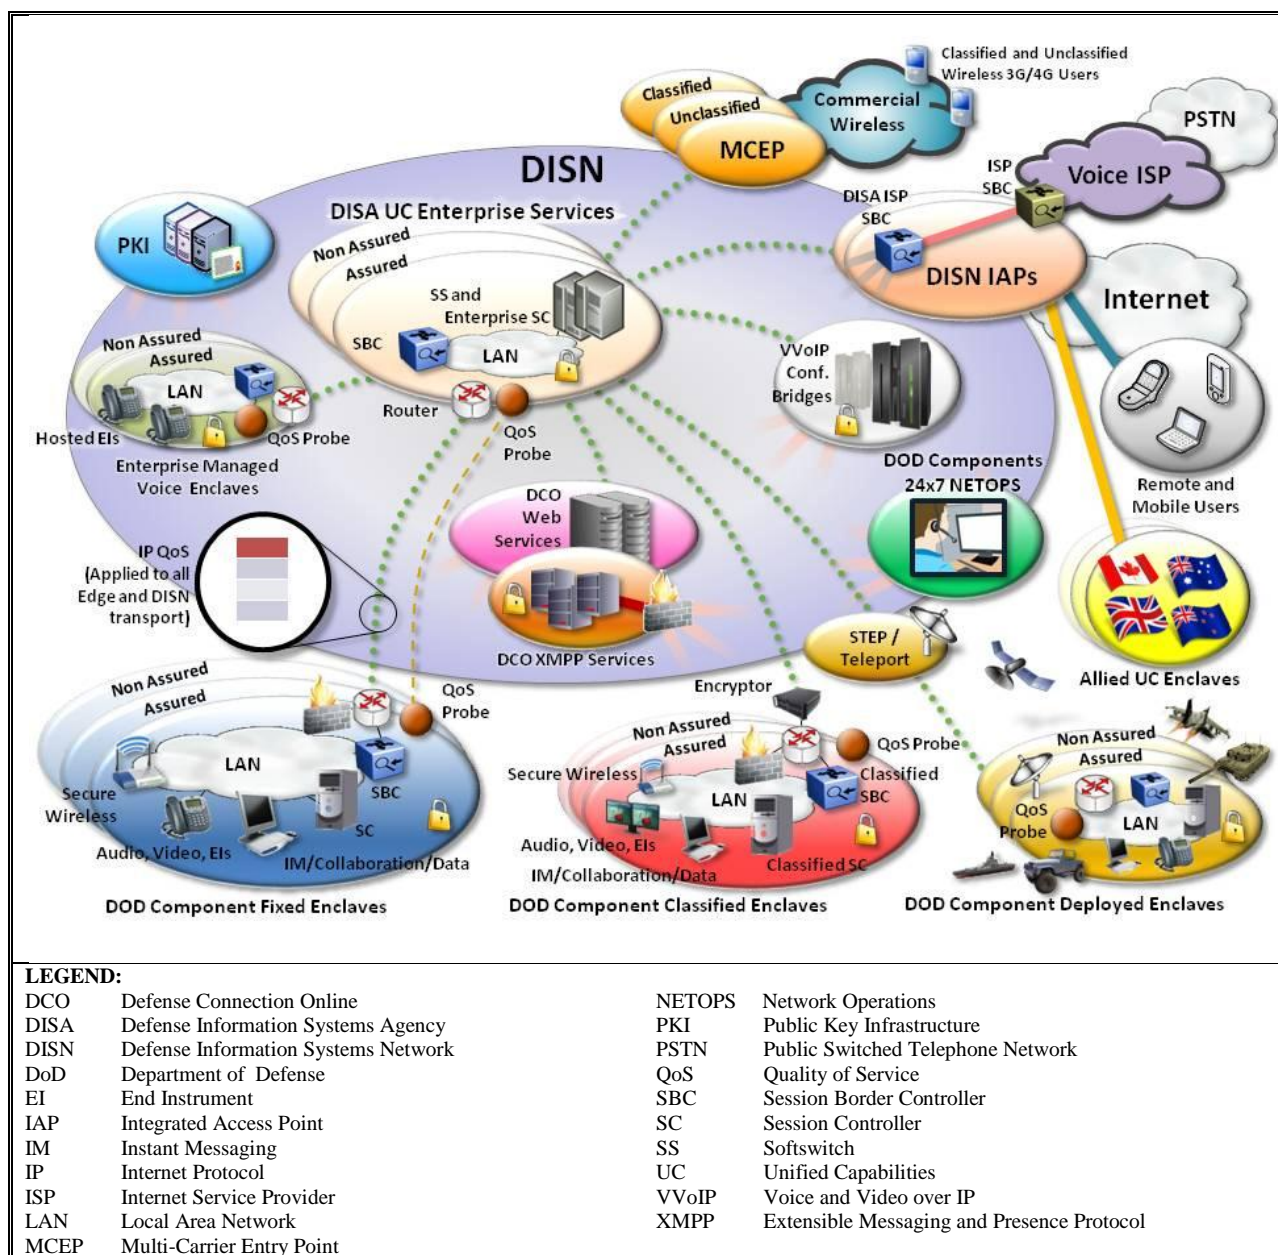 Classified and Unclassified
Wireless 3G/4G Users
Classified
Unclassified
MCEP
Commercial
Wireless
PSTN
ISP
SBC
Voice ISP
DISN
DISA UC Enterprise Services
DISA ISP
SBC
DISN IAPs
PKI
Non Assured
Assured
SS and
Enterprise SC
SBC
LAN
Internet
Non Assured
Assured
LAN
Hosted EIs
QoS Probe
Enterprise Managed
Voice Enclaves
Router
QoS
Probe
VVoIP
Conf.
Bridges
DOD Components
24x7 NETOPS
Remote and
Mobile Users
DCO
Web
Services
IP QoS
(Applied to all
Edge and DISN
transport)
DCO XMPP Services
STEP /
Teleport
Allied UC Enclaves
Non Assured
Assured
QoS
Probe
LAN
Secure
Wireless
SBC
SC
Audio, Video, EIs
IM/Collaboration/Data
DOD Component Fixed Enclaves
Encryptor
Non Assured
Assured
QoS Probe
Secure Wireless
LAN
Classified
SBC
Audio, Video, EIs
Classified SC
IM/Collaboration/Data
DOD Component Classified Enclaves
Non Assured
Assured
QoS
Probe
LAN
DOD Component Deployed Enclaves
LEGEND:
DCO Defense Connection Online
DISA Defense Information Systems Agency
DISN Defense Information Systems Network
DoD Department of Defense
EI End Instrument
IAP Integrated Access Point
IM Instant Messaging
IP Internet Protocol
ISP Internet Service Provider
LAN Local Area Network
MCEP Multi-Carrier Entry Point
NETOPS Network Operations
PKI Public Key Infrastructure
PSTN Public Switched Telephone Network
QoS Quality of Service
SBC Session Border Controller
SC Session Controller
SS Softswitch
UC Unified Capabilities
VVoIP Voice and Video over IP
XMPP Extensible Messaging and Presence Protocol